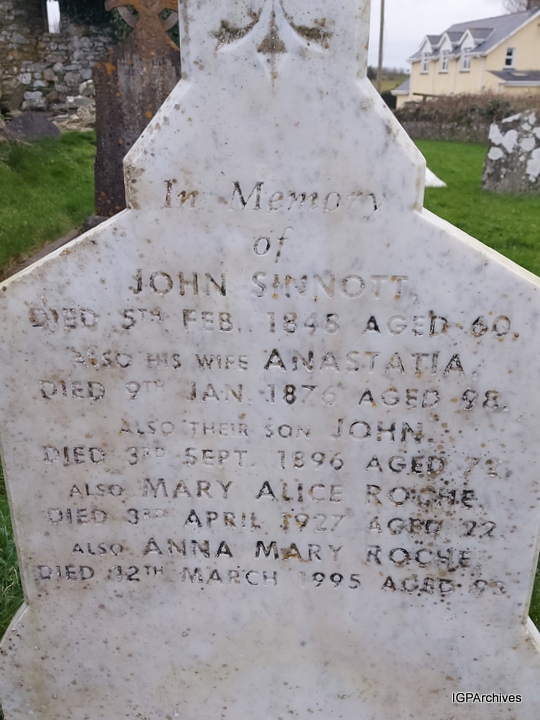 In Memory
of
JOHN SINNOTT.
DIED 5TH FEB. 1848 AGED 60.
ALSO HIS WIFE ANASTATIA
DIED 9TH JAN. 1876 AGED 98.
ALSO THEIR SON JOHN.
DIED 3RD SEPT. 1896 AGED 72.
ALSO MARY ALICE ROCHE
DIED 3RD APRIL 1927 AGED 22.
ALSO ANNA MARY ROCHE
DIED 12TH MARCH 1995 AGED
IGPArchives